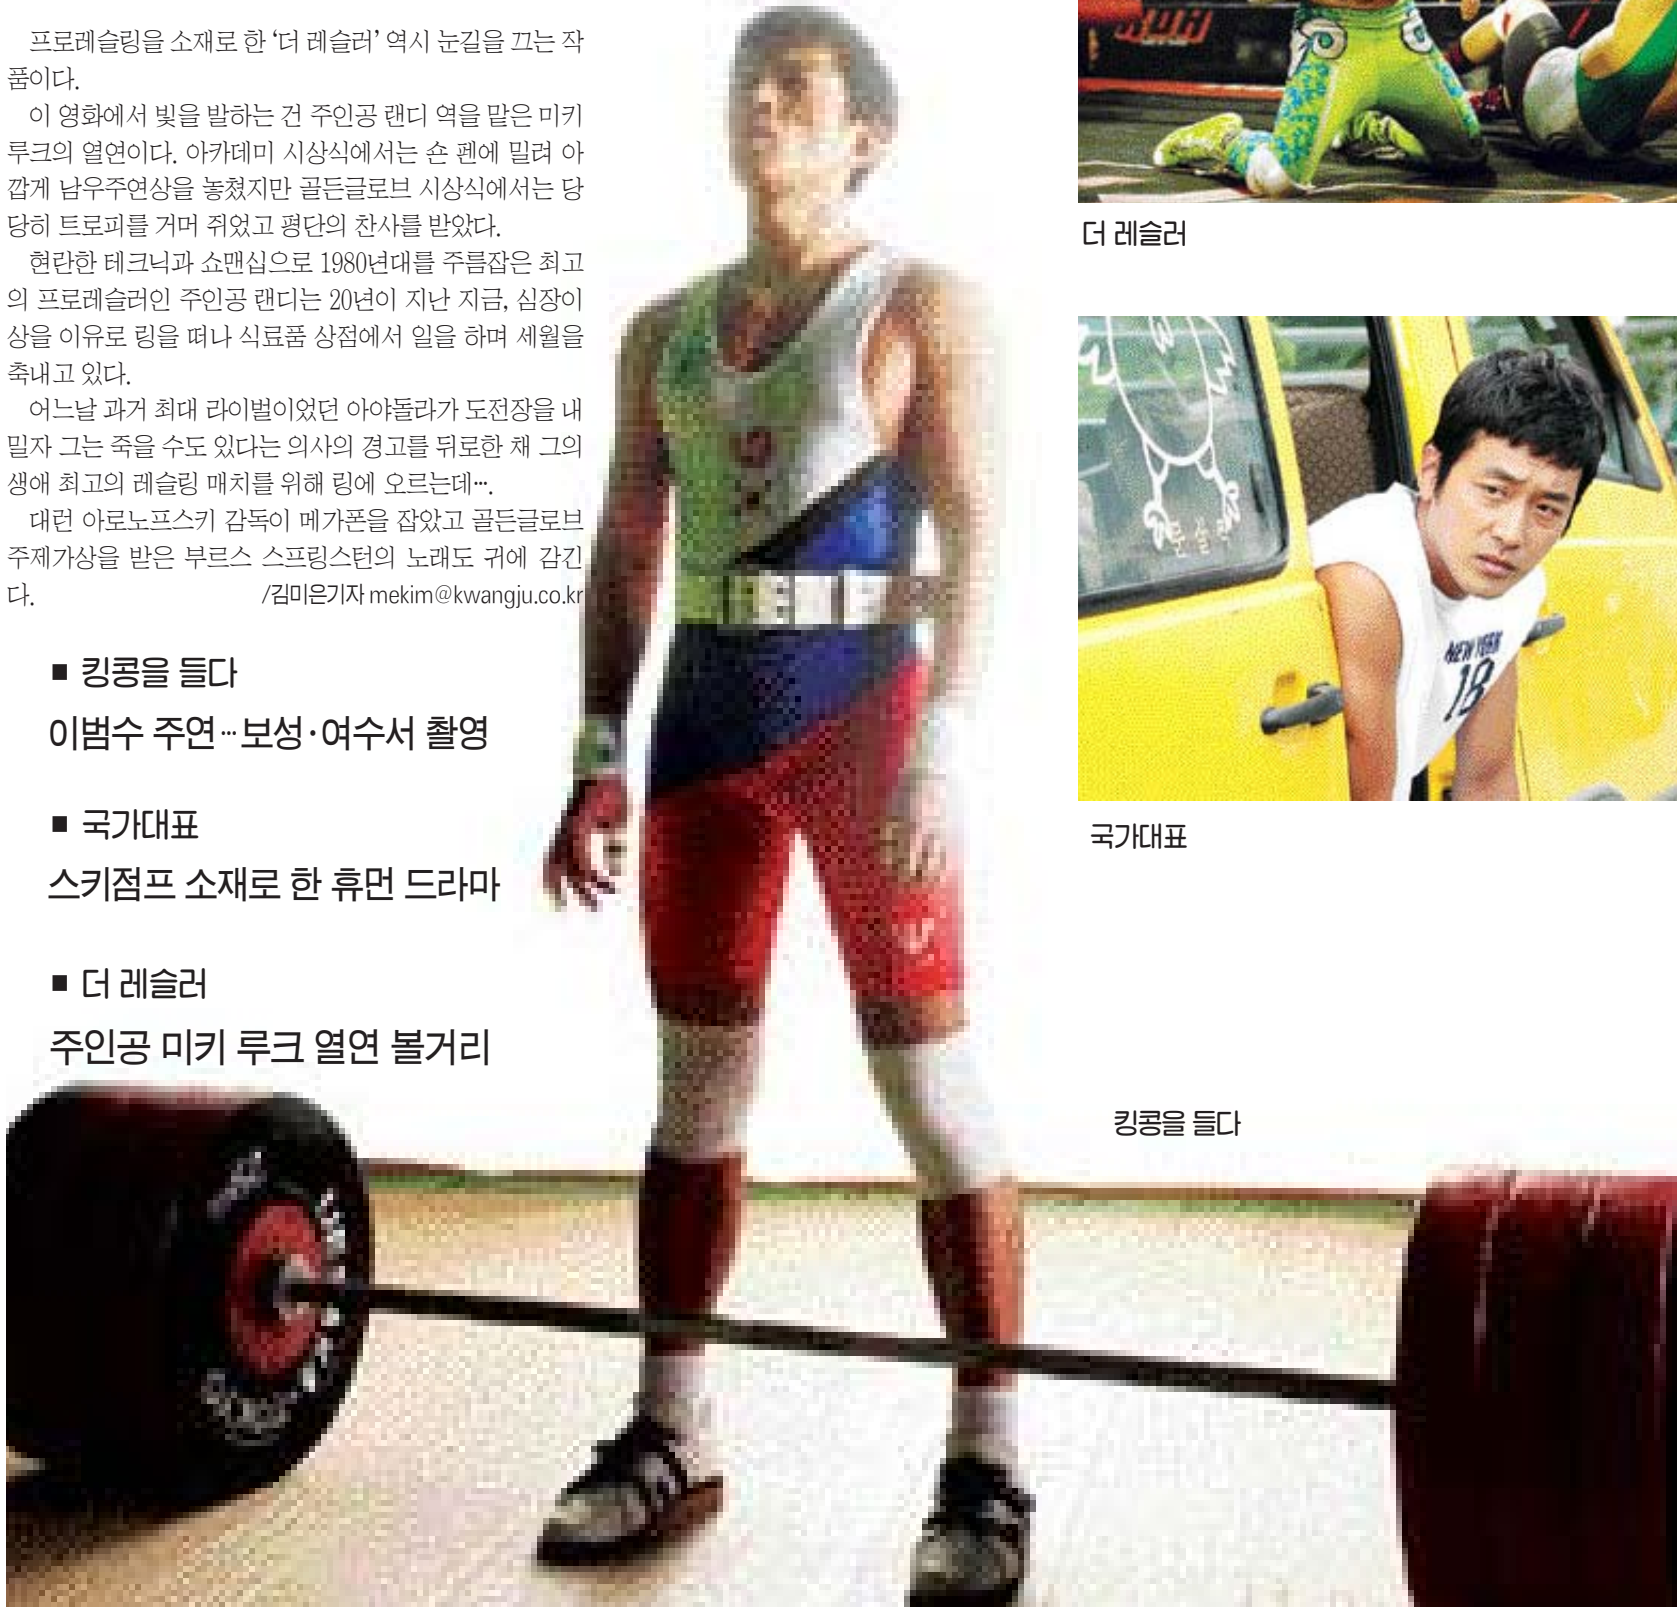 프로레슬링을 소재로 한 ‘더 레슬러’ 역시 눈길을 끄는 작
품이다.
이 영화에서 빛을 발하는 건 주인공 랜디 역을 맡은 미키
루크의 열연이다. 아카데미 시상식에서는 숀 펜에 밀려 아
깝게 남우주연상을 놓쳤지만 골든글로브 시상식에서는 당
당히 트로피를 거머 쥐었고 평단의 찬사를 받았다.
현란한 테크닉과 쇼맨십으로 1980년대를 주름잡은 최고
의 프로레슬러인 주인공 랜디는 20년이 지난 지금, 심장이
상을 이유로 링을 떠나 식료품 상점에서 일을 하며 세월을
축내고 있다.
어느날 과거 최대 라이벌이었던 아야돌라가 도전장을 내
밀자 그는 죽을 수도 있다는 의사의 경고를 뒤로한 채 그의
생애 최고의 레슬링 매치를 위해 링에 오르는데….
대런 아로노프스키 감독이 메가폰을 잡았고 골든글로브
주제가상을 받은 부르스 스프링스턴의 노래도 귀에 감긴
다. /김미은기자 mekim@kwangju.co.kr
■ 킹콩을 들다
이범수 주연…보성·여수서 촬영
■ 국가대표
스키점프 소재로 한 휴먼 드라마
■ 더 레슬러
주인공 미키 루크 열연 볼거리
더 레슬러
NEW YORK
18
국가대표
킹콩을 들다